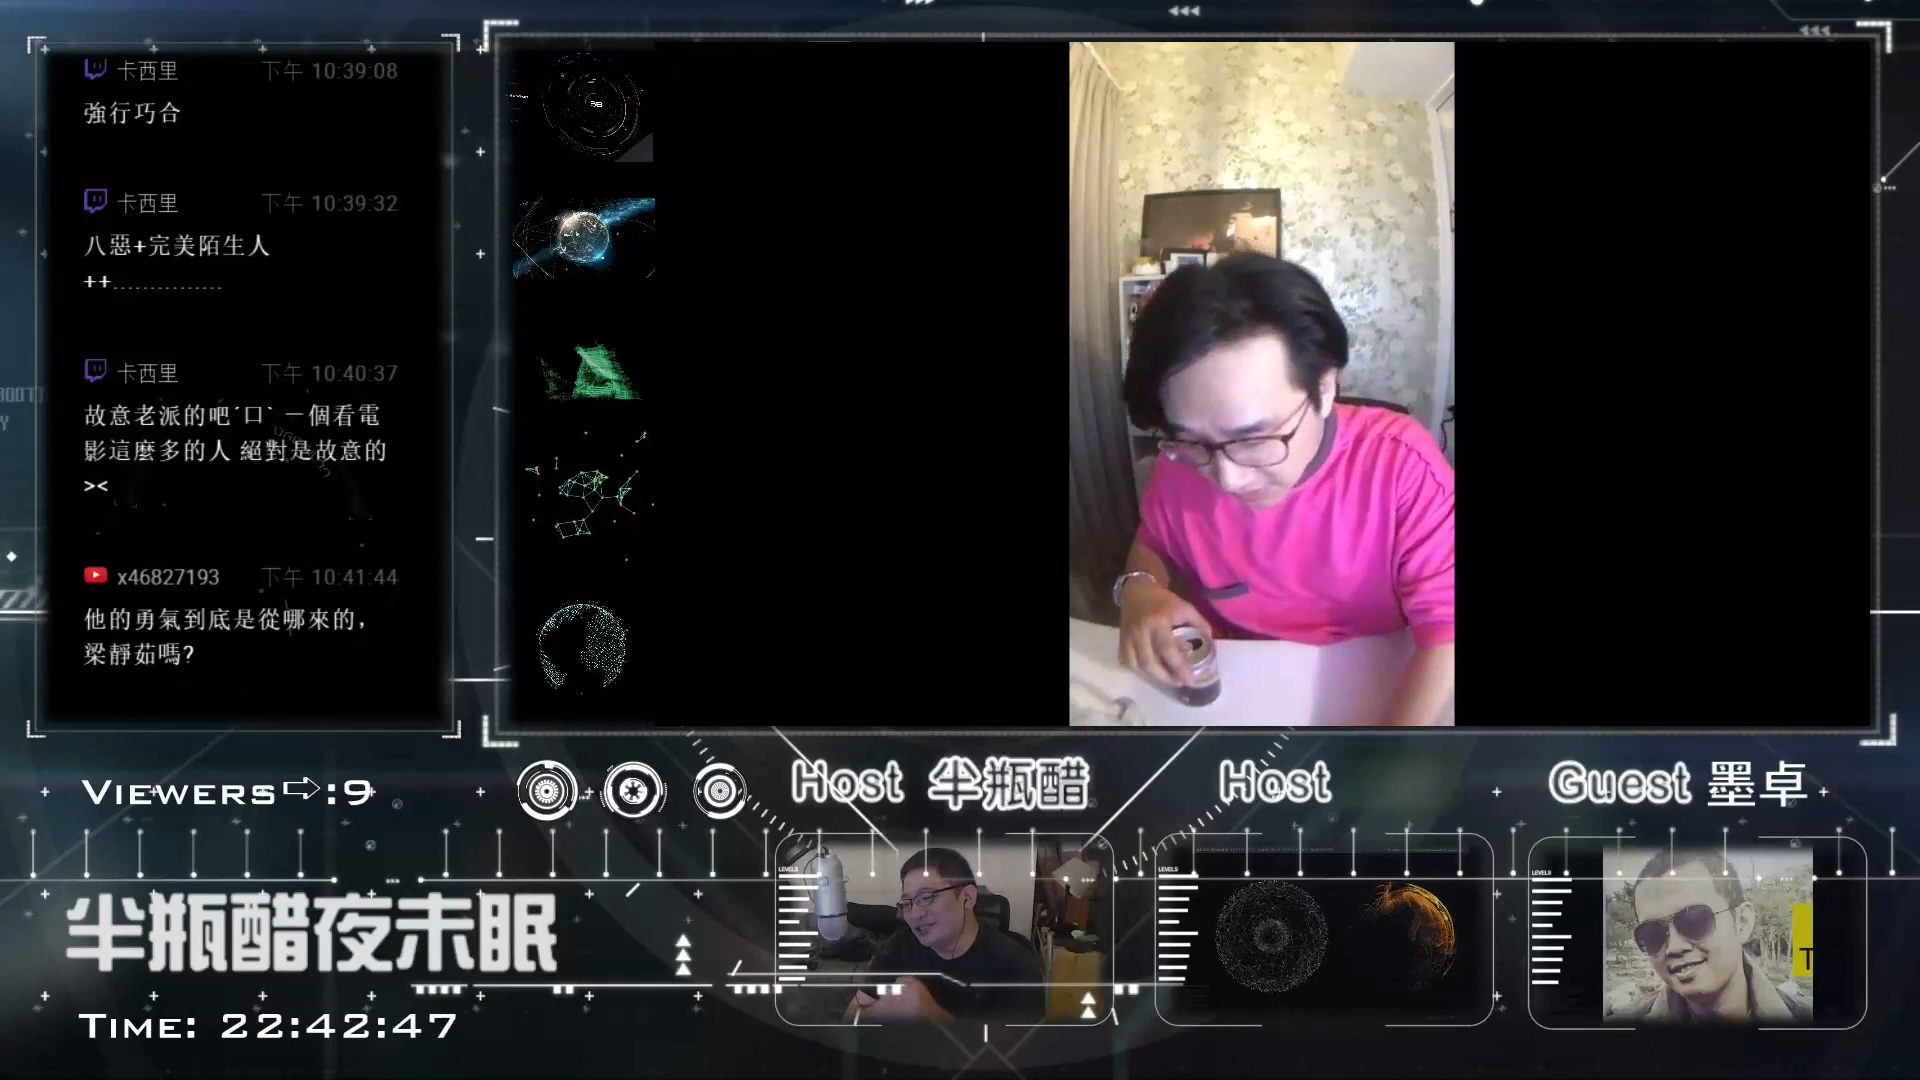 卡西里 下午 10:39:08
強行巧合
卡西里 下午 10:39:32
八惡+完美陌生人
++...............
卡西里 下午 10:40:37
故意老派的吧ˊ口ˋ 一個看電
影這麼多的人 絕對是故意的
><
x46827193 下午 10:41:44
他的勇氣到底是從哪來的,
梁靜茹嗎?
Viewers➪:9
Host 半瓶醋
Host
Guest 墨卓
LEVELS
LEVELS
LEVELS
T
半瓶醋夜未眠
Time: 22:42:47